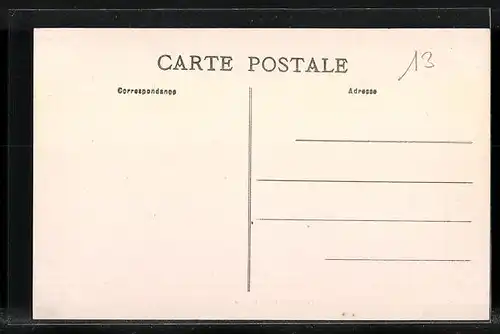 CARTE POSTALE
13
Correspondance
Adresse